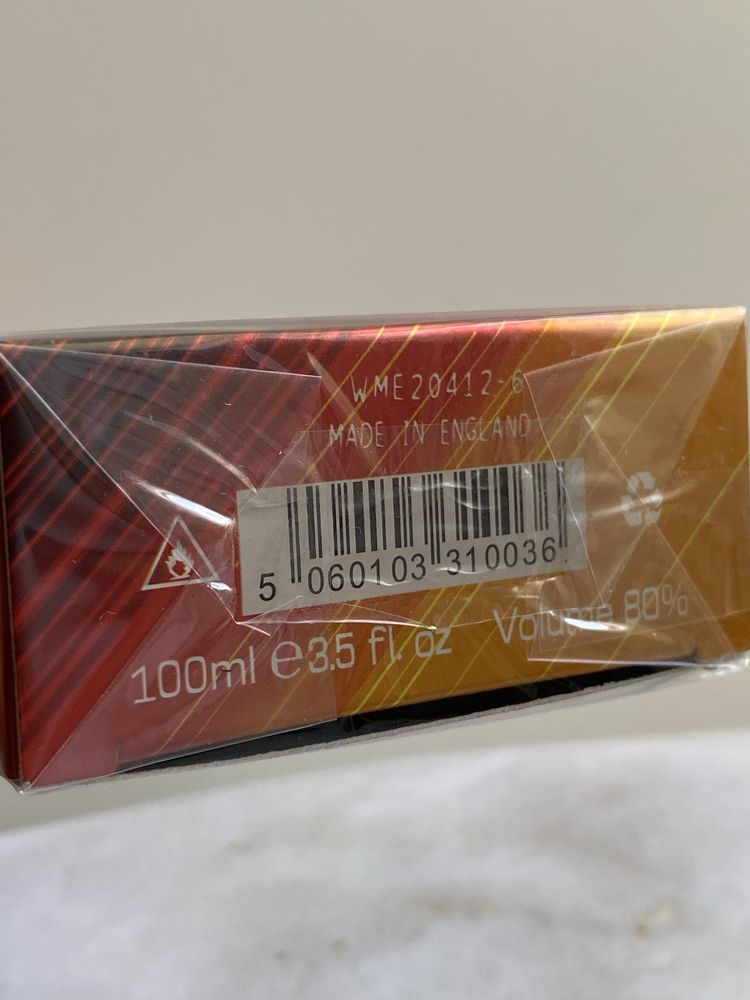 WME20412-6
MADE IN ENGLAND
5 060103 310036
100ml e 3.5 fl. oz Volume 80%